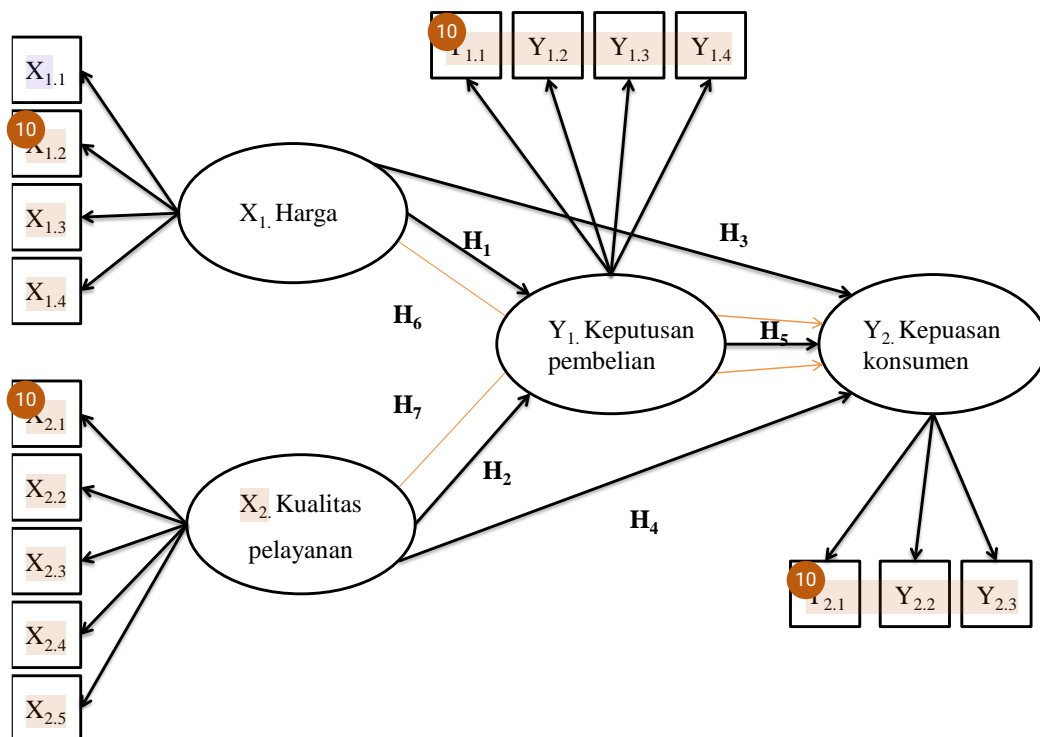 X1.1
10
X1.2
X1.3
X1.4
X1. Harga
10
Y1.1
Y1.2
Y1.3
Y1.4
H1
H3
H6
Y1. Keputusan
pembelian
H5
Y2. Kepuasan
konsumen
H7
H2
H4
10
X2.1
X2.2
X2.3
X2.4
X2.5
X2. Kualitas
pelayanan
10
Y2.1
Y2.2
Y2.3